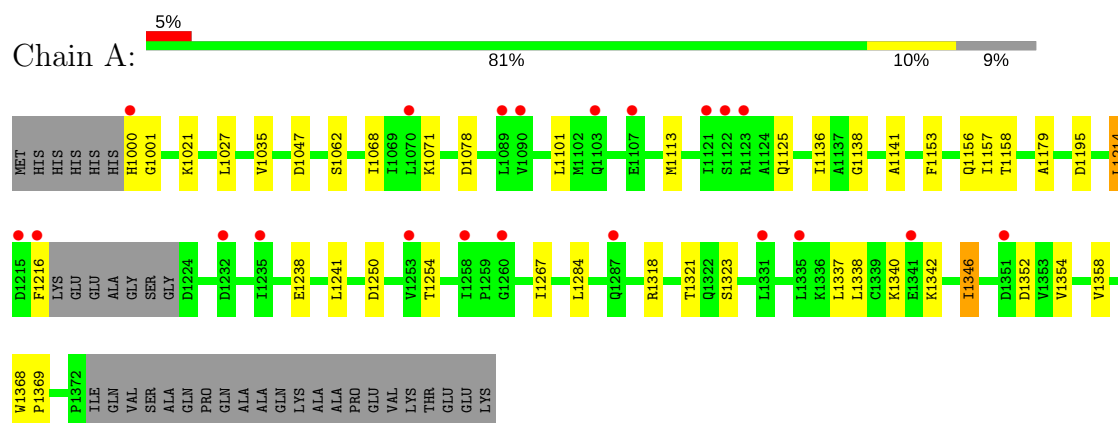 5%
Chain A:
81% 10% 9%
MET HIS HIS HIS HIS HIS H1000 G1001 K1021 L1027 V1035 D1047 S1062 I1068 I1069 L1070 K1071 D1078 L1089 V1090 L1101 M1102 Q1103 E1107 M1113 I1121 S1122 R1123 A1124 Q1125 I1136 A1137 G1138 A1141 F1153 Q1156 I1157 T1158 A1179 D1195
D1215 F1216 LYS GLU GLU ALA GLY SER GLY D1224 D1232 I1235 E1238 L1241 D1250 V1253 T1254 I1258 P1259 G1260 I1267 L1284 Q1287 R1318 T1321 Q1322 S1323 L1331 L1335 K1336 L1337 L1338 C1339 K1340 E1341 K1342 I1346 D1351 D1352 V1353 V1354 V1358
W1368 P1369 P1372 ILE GLN VAL SER ALA GLN PRO GLN ALA ALA GLN LYS ALA ALA ALA PRO GLU VAL LYS THR GLU GLU LYS